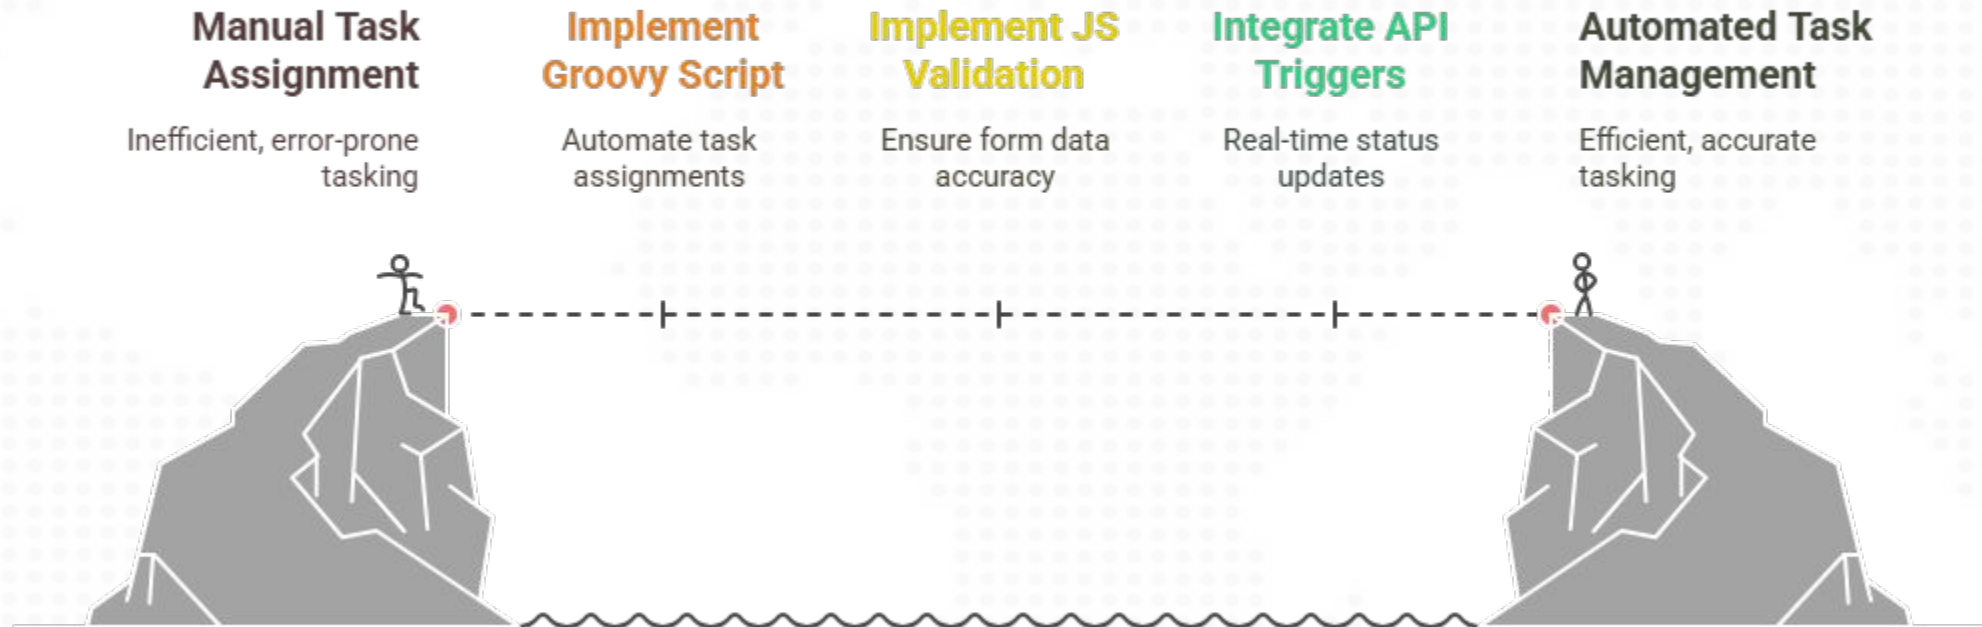 Manual Task
Assignment
Inefficient, error-prone
tasking
Implement
Groovy Script
Automate task
assignments
Implement JS
Validation
Ensure form data
accuracy
Integrate API
Triggers
Real-time status
updates
Automated Task
Management
Efficient, accurate
tasking